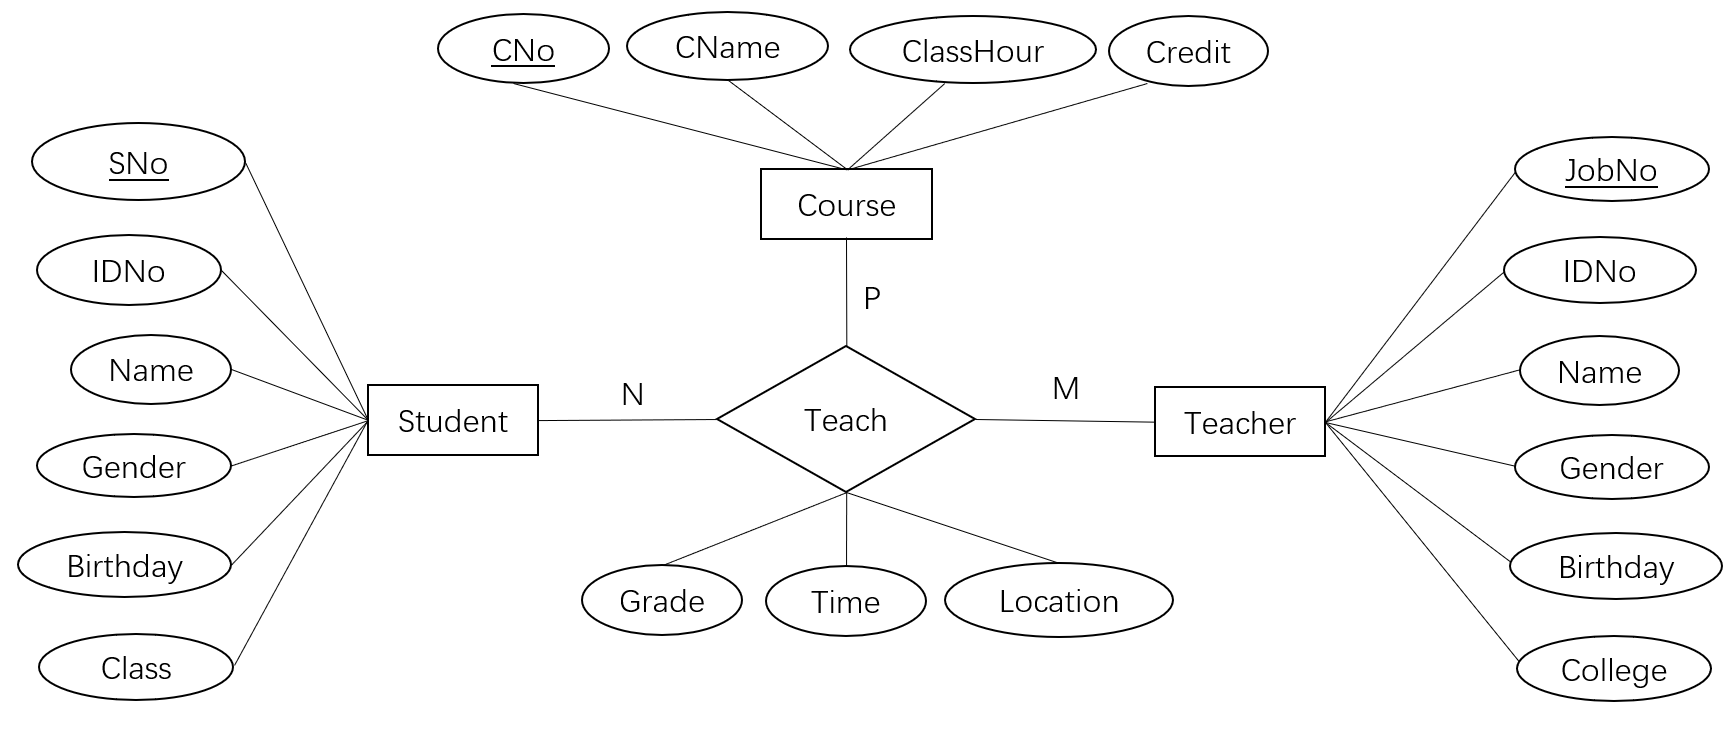 CNo
CName
ClassHour
Credit
SNo
IDNo
Name
Gender
Birthday
Class
Course
P
Student
N
Teach
M
Teacher
Grade
Time
Location
JobNo
IDNo
Name
Gender
Birthday
College